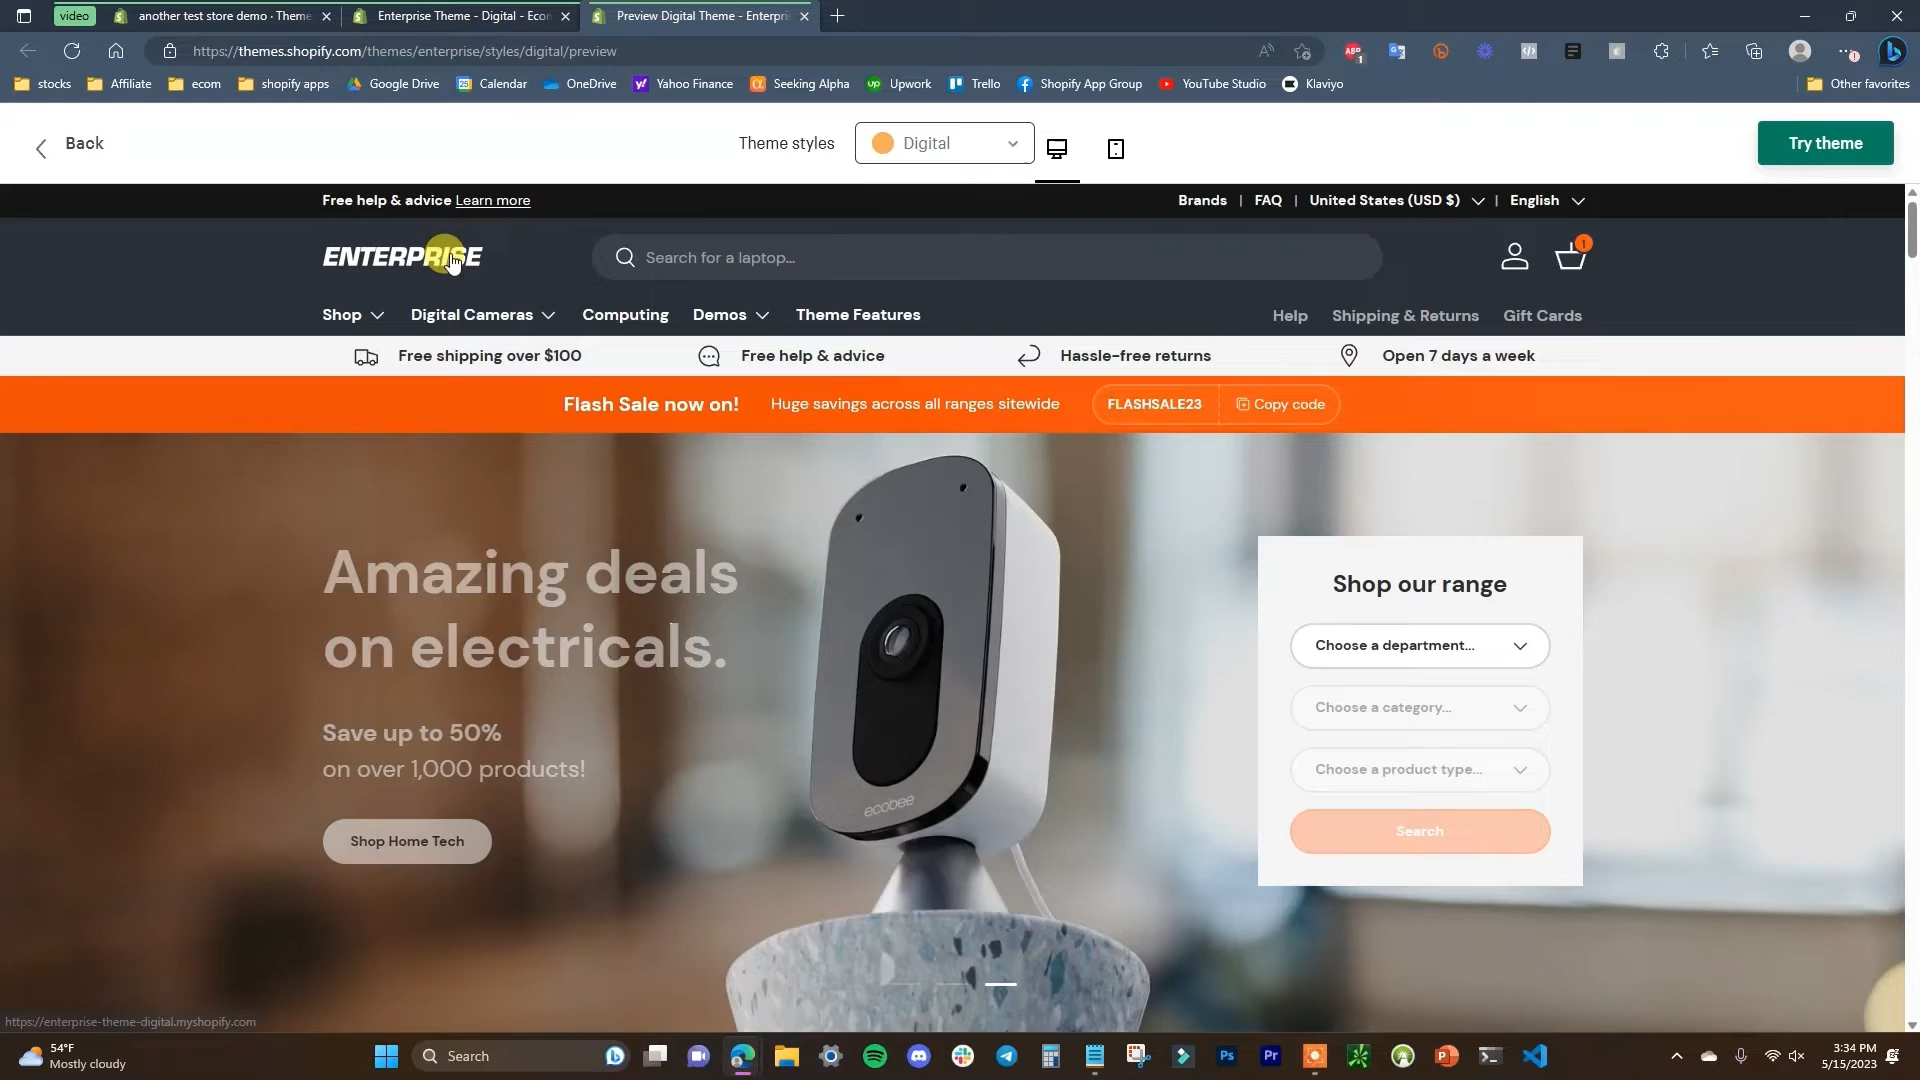 video
another test store demo · Theme
Enterprise Theme - Digital - Econ
Preview Digital Theme - Enterpris
https://themes.shopify.com/themes/enterprise/styles/digital/preview
stocks
Affiliate
ecom
shopify apps
Google Drive
Calendar
OneDrive
Yahoo Finance
Seeking Alpha
Upwork
Trello
Shopify App Group
YouTube Studio
Klaviyo
Other favorites
Back
Theme styles
Digital
Try theme
Free help & advice Learn more
Brands | FAQ | United States (USD $) | English
ENTERPRISE
Search for a laptop...
1
Shop
Digital Cameras
Computing
Demos
Theme Features
Help
Shipping & Returns
Gift Cards
Free shipping over $100
Free help & advice
Hassle-free returns
Open 7 days a week
Flash Sale now on!
Huge savings across all ranges sitewide
FLASHSALE23
Copy code
Amazing deals
on electricals.
Save up to 50%
on over 1,000 products!
Shop Home Tech
ecobee
Shop our range
Choose a department...
Choose a category...
Choose a product type...
Search
https://enterprise-theme-digital.myshopify.com
54°F
Mostly cloudy
Search
3:34 PM
5/15/2023